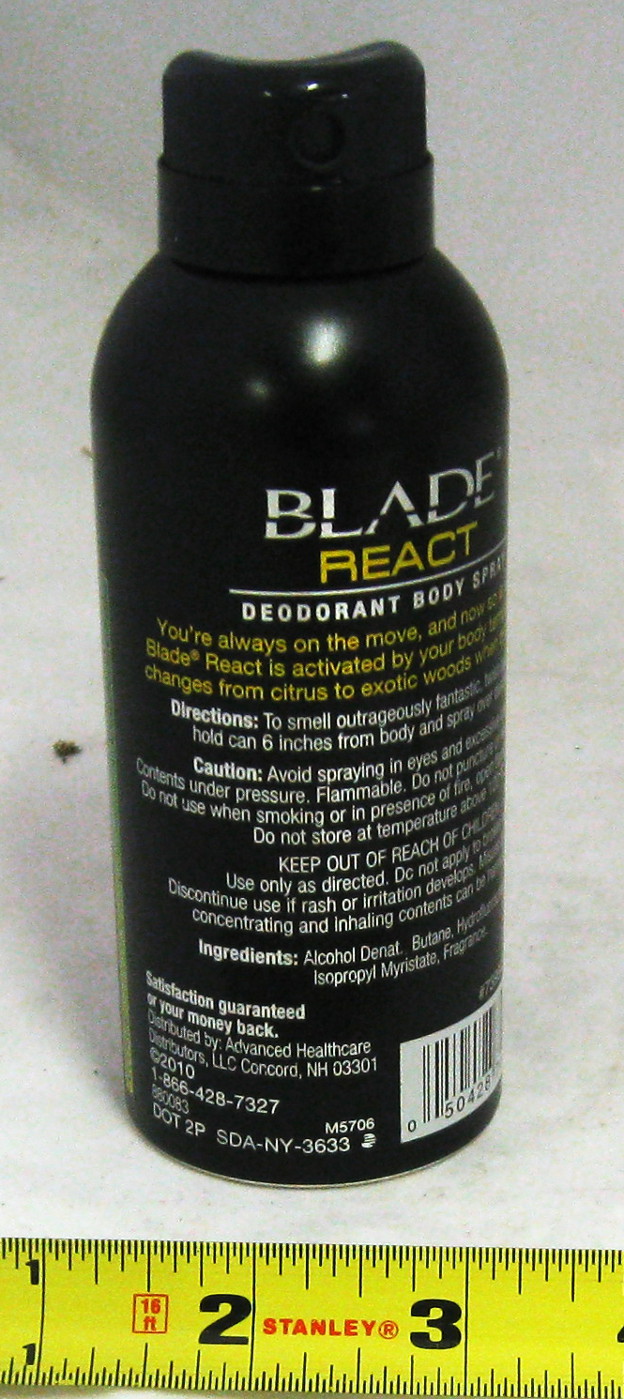 BLADE®
REACT
DEODORANT BODY SPRAY
You're always on the move, and now so
Blade® React is activated by your body
changes from citrus to exotic woods
Directions: To smell outrageously fantastic,
hold can 6 inches from body and spray over
Caution: Avoid spraying in eyes and
Contents under pressure. Flammable. Do not puncture
Do not use when smoking or in presence of fire,
Do not store at temperature above
KEEP OUT OF REACH OF
Use only as directed. Do not apply to
Discontinue use if rash or irritation develops.
concentrating and inhaling contents can be
Ingredients: Alcohol Denat. Butane,
Isopropyl Myristate, Fragrance.
Satisfaction guaranteed
or your money back.
Distributed by: Advanced Healthcare
Distributors, LLC Concord, NH 03301
©2010
1-866-428-7327
880083
DOT 2P SDA-NY-3633
M5706
0 50428
1
1
16
ft
2 STANLEY® 3